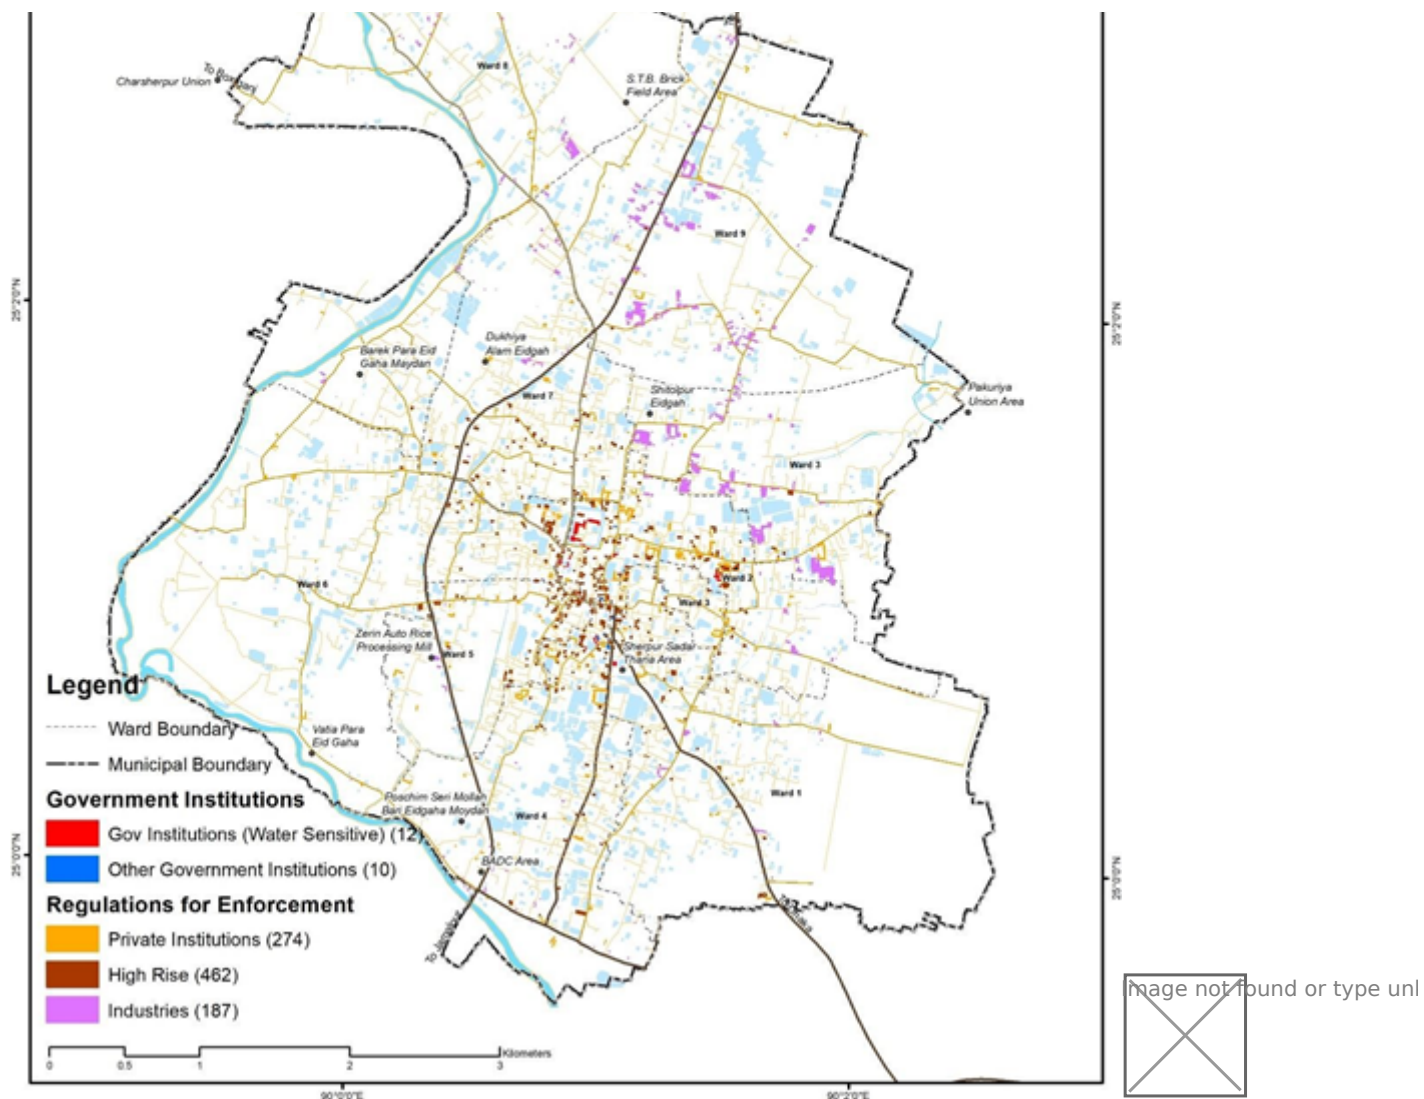 Ward 8
To Boxiganj
Charsherpur Union
S.T.B. Brick
Field Area
Ward 9
25°2'0"N
25°2'0"N
Dukhiya
Alam Eidgah
Barek Para Eid
Gaha Maydan
Ward 7
Shitolpur
Eidgah
Pakuriya
Union Area
Ward 3
Ward 2
Ward 6
Ward 3
Zerin Auto Rice
Processing Mill
Ward 5
Sherpur Sadar
Thana Area
Legend
Ward Boundary
Municipal Boundary
Vatia Para
Eid Gaha
Government Institutions
Gov Institutions (Water Sensitive) (12)
Other Government Institutions (10)
Poschim Seri Mollah
Bari Eidgaha Moydan
Ward 4
Ward 1
25°0'0"N
25°0'0"N
BADC Area
Regulations for Enforcement
Private Institutions (274)
High Rise (462)
Industries (187)
To Jamalpur
0 0.5 1 2 3
Kilometers
90°0'0"E
90°2'0"E
Image not found or type unk